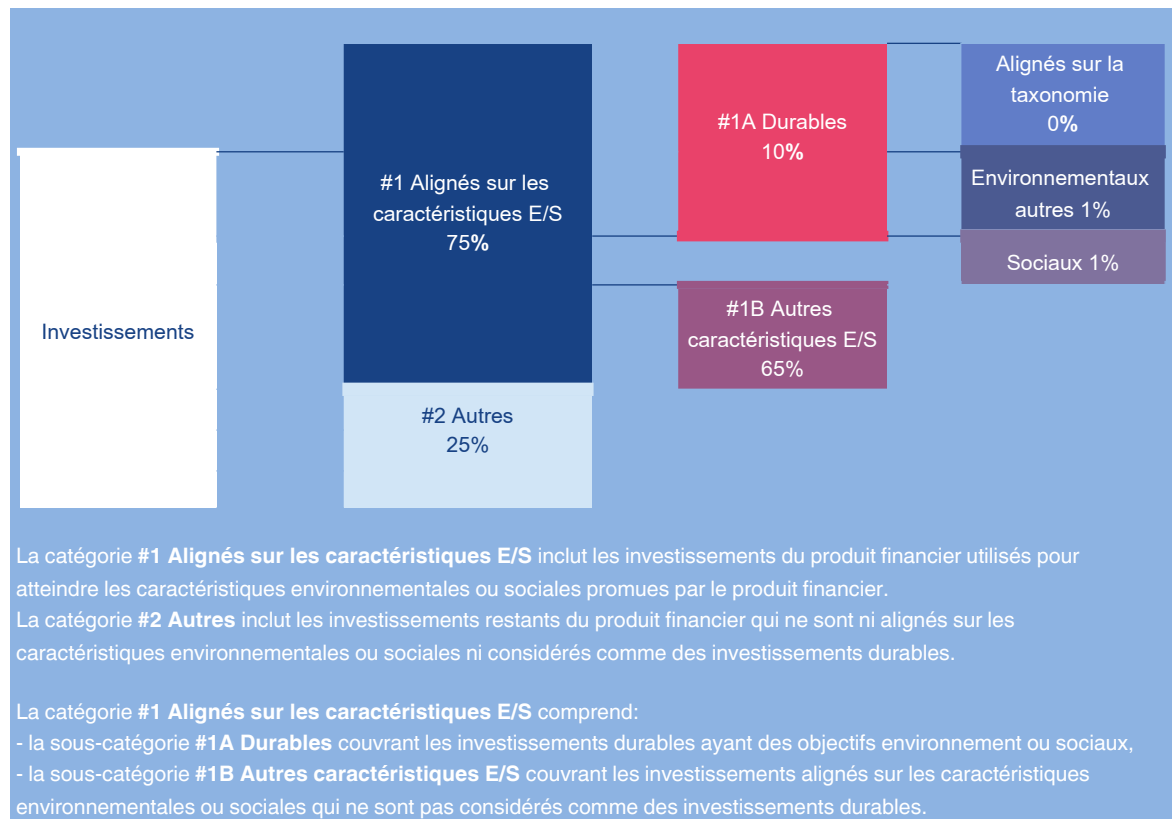 Investissements
#1 Alignés sur les
caractéristiques E/S
75%
#2 Autres
25%
#1A Durables
10%
#1B Autres
caractéristiques E/S
65%
Alignés sur la
taxonomie
0%
Environnementaux
autres 1%
Sociaux 1%
La catégorie #1 Alignés sur les caractéristiques E/S inclut les investissements du produit financier utilisés pour
atteindre les caractéristiques environnementales ou sociales promues par le produit financier.
La catégorie #2 Autres inclut les investissements restants du produit financier qui ne sont ni alignés sur les
caractéristiques environnementales ou sociales ni considérés comme des investissements durables.
La catégorie #1 Alignés sur les caractéristiques E/S comprend:
- la sous-catégorie #1A Durables couvrant les investissements durables ayant des objectifs environnement ou sociaux,
- la sous-catégorie #1B Autres caractéristiques E/S couvrant les investissements alignés sur les caractéristiques
environnementales ou sociales qui ne sont pas considérés comme des investissements durables.